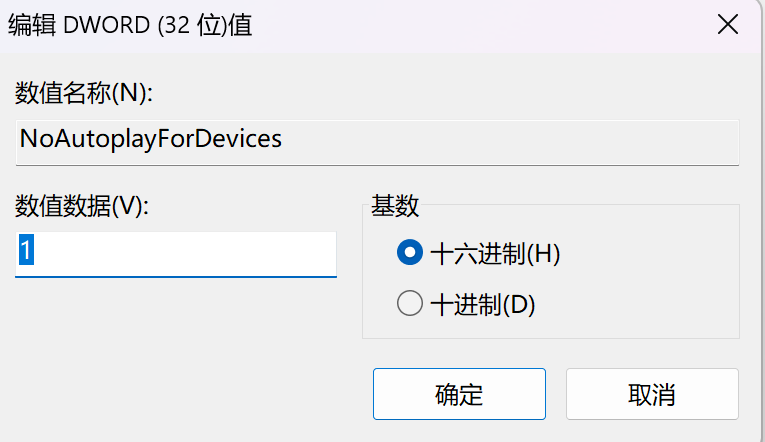 编辑 DWORD (32 位)值
数值名称(N):
NoAutoplayForDevices
数值数据(V):
基数
1
十六进制(H)
十进制(D)
确定
取消